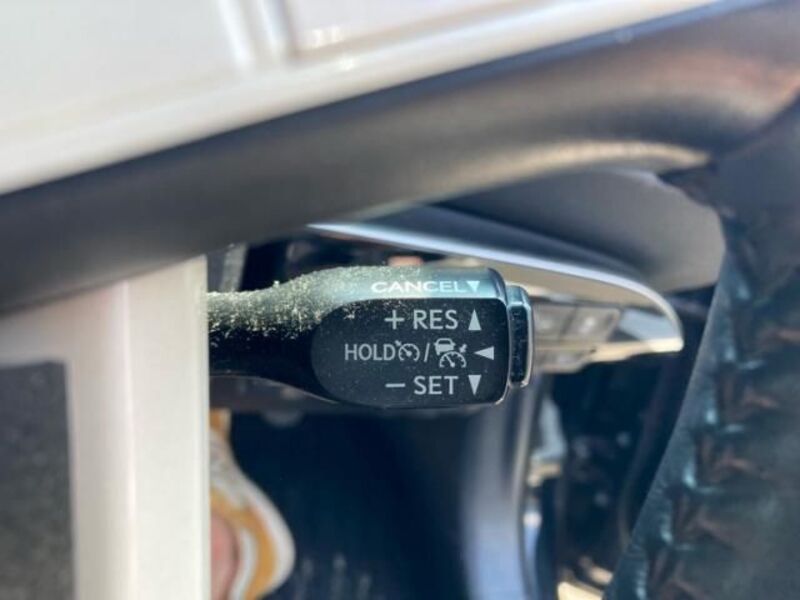 CANCEL▼
+ RES ▲
HOLD / ◀
− SET ▼